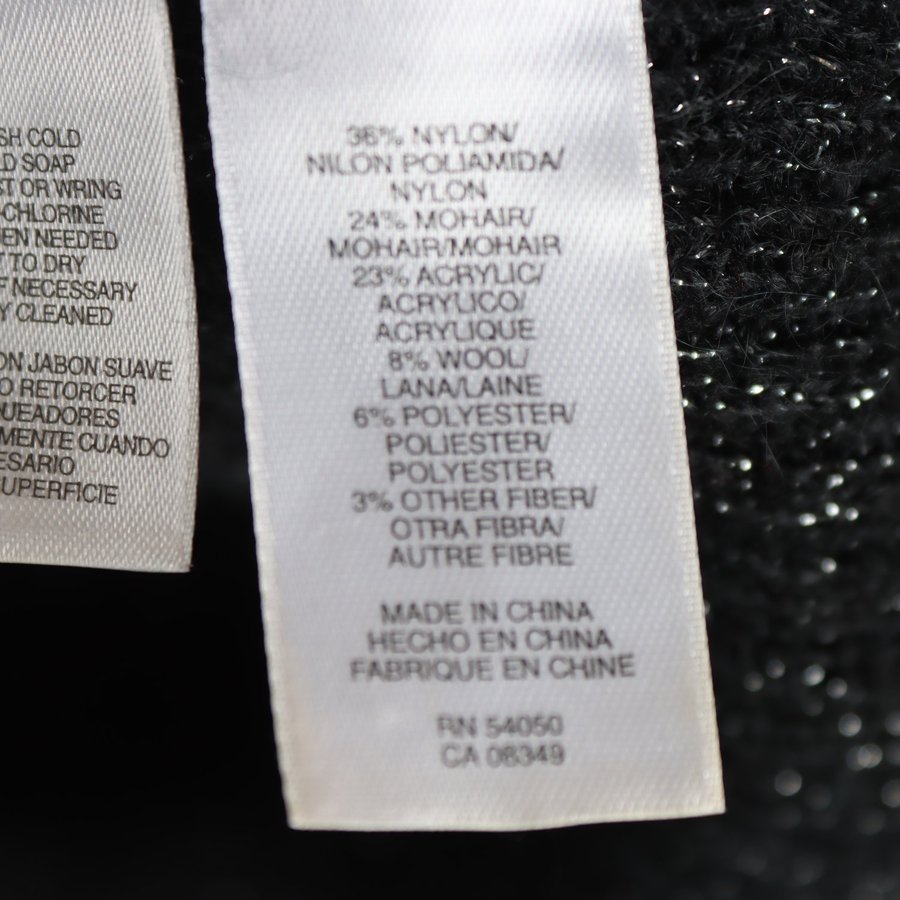 SH COLD
D SOAP
ST OR WRING
-CHLORINE
EN NEEDED
Y TO DRY
F NECESSARY
Y CLEANED
ON JABON SUAVE
O RETORCER
QUEADORES
MENTE CUANDO
ESARIO
SUPERFICIE
36% NYLON/
NILON POLIAMIDA/
NYLON
24% MOHAIR/
MOHAIR/MOHAIR
23% ACRYLIC/
ACRYLICO/
ACRYLIQUE
8% WOOL/
LANA/LAINE
6% POLYESTER/
POLIESTER/
POLYESTER
3% OTHER FIBER/
OTRA FIBRA/
AUTRE FIBRE
MADE IN CHINA
HECHO EN CHINA
FABRIQUE EN CHINE
RN 54050
CA 08349